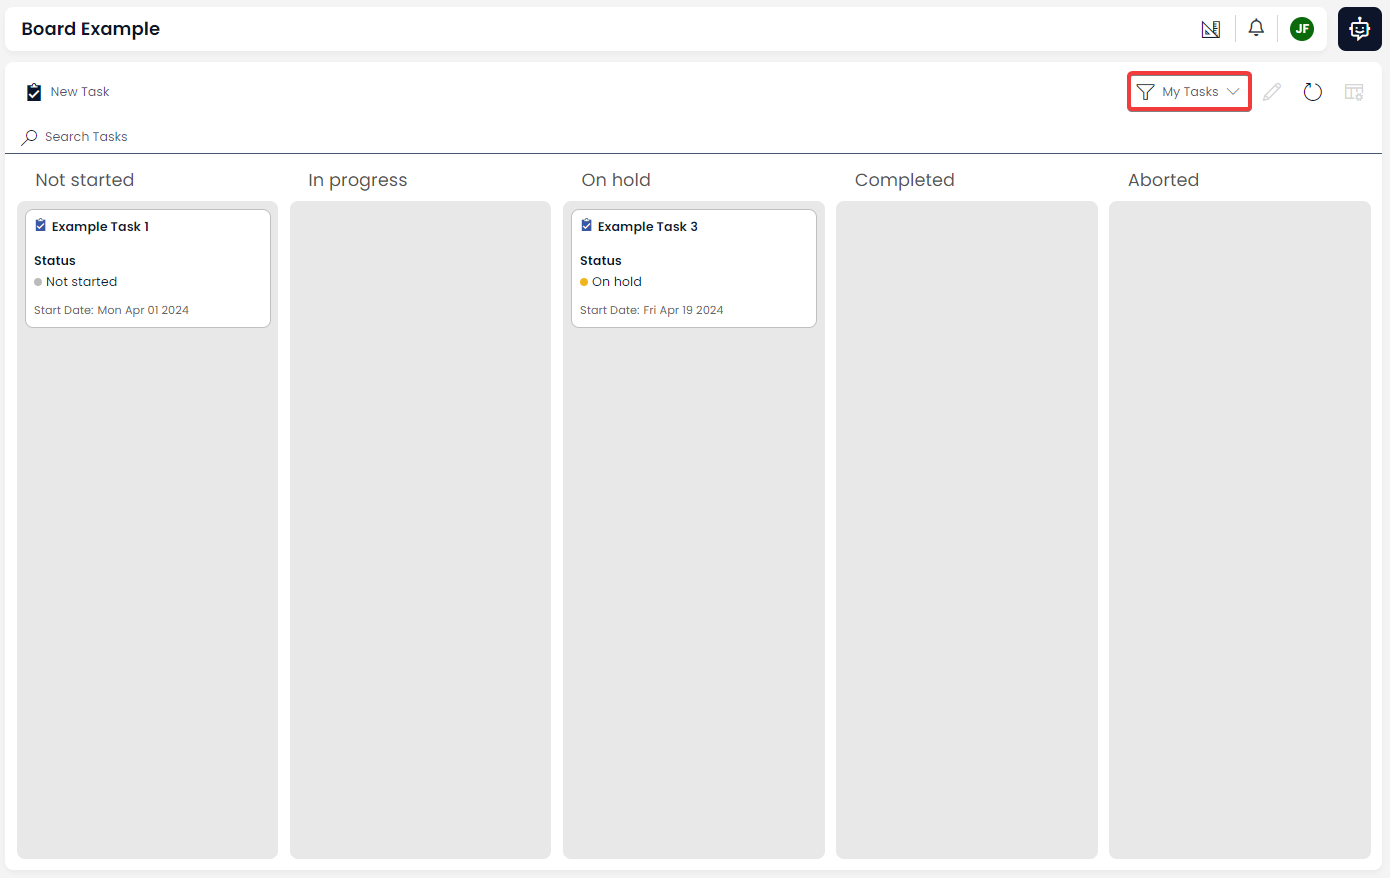 Board Example
JF
New Task
My Tasks
Search Tasks
Not started
In progress
On hold
Completed
Aborted
Example Task 1
Status
Not started
Start Date: Mon Apr 01 2024
Example Task 3
Status
On hold
Start Date: Fri Apr 19 2024